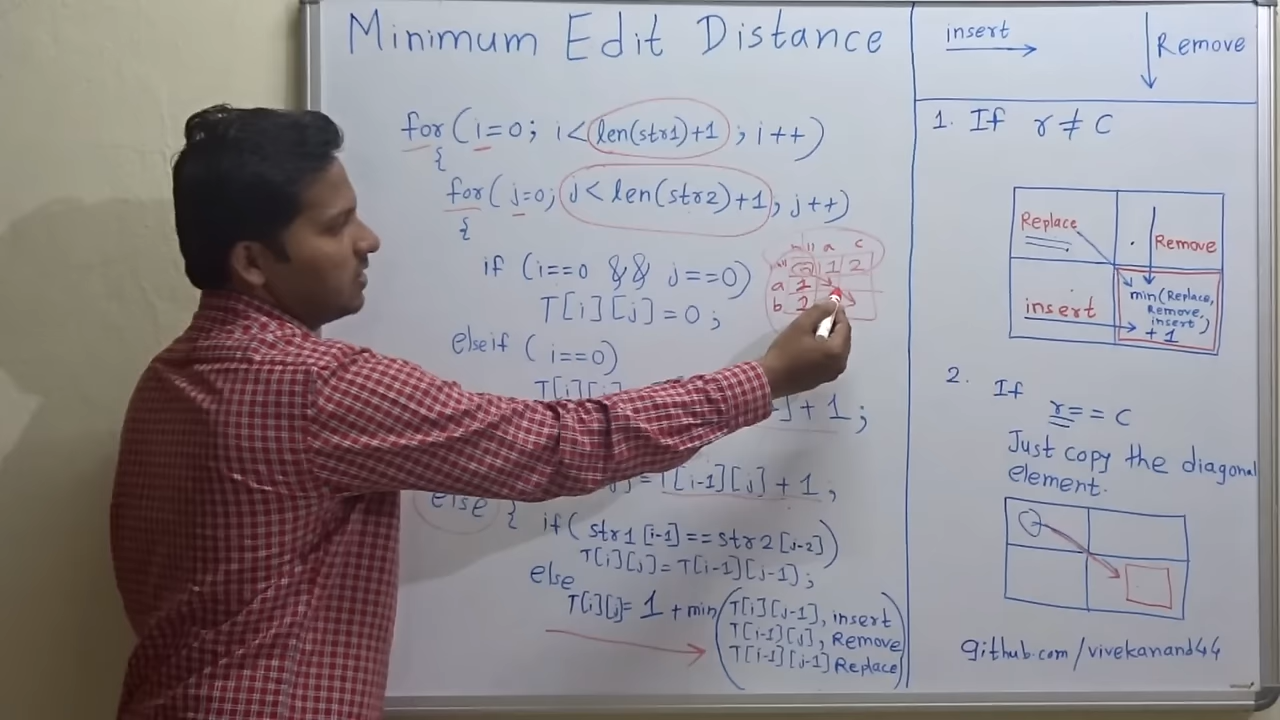 Minimum Edit Distance
for(i=0; i<len(str1)+1; i++)
{
for(j=0; j<len(str2)+1; j++)
{
if (i==0 && j==0)
T[i][j]=0;
elseif (i==0)
]+1;
=T[i-1][j]+1;
else { if(str1[i-1]==str2[j-2])
T[i][j]=T[i-1][j-1];
else
T[i][j]=1+min(T[i][j-1], insert
T[i-1][j], Remove
T[i-1][j-1] Replace)
a c
1 2
a 1
b
insert
Remove
1. If r≠c
Replace
Remove
insert
min(Replace,
Remove,
insert)
+1
2. If
r==c
Just copy the diagonal
element.
github.com/vivekanand44